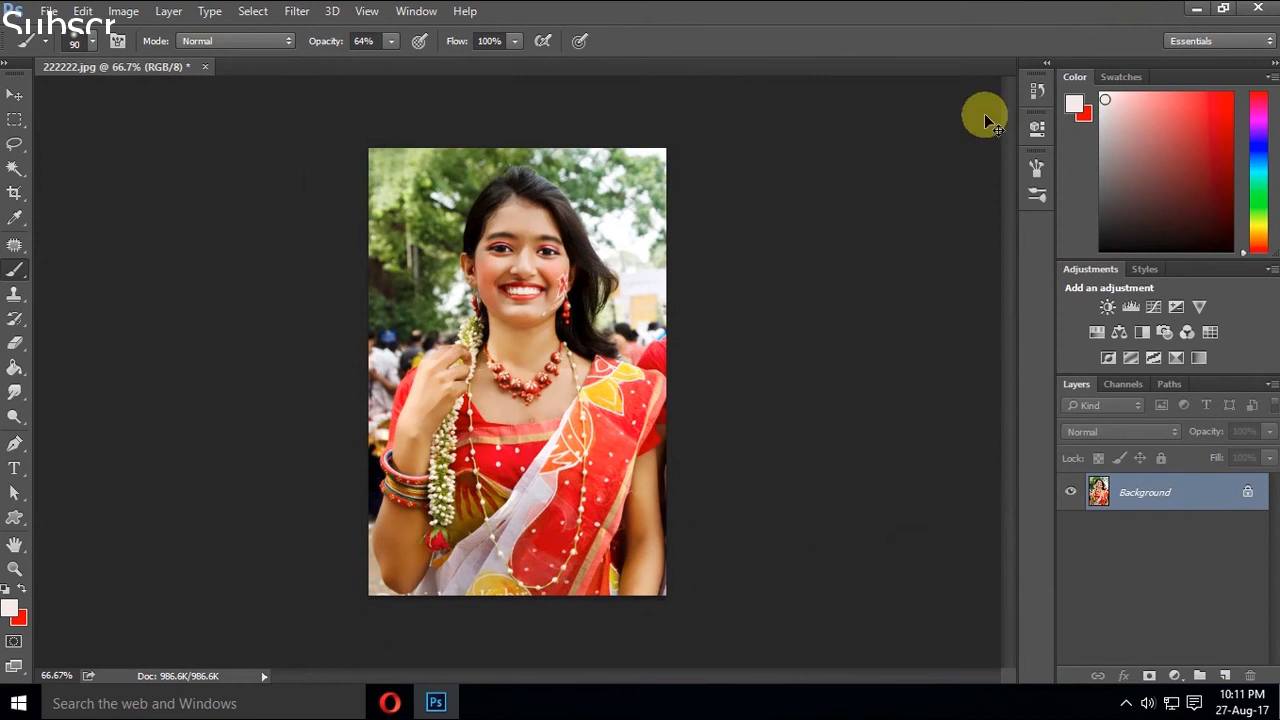 Ps File Edit Image Layer Type Select Filter 3D View Window Help
Subscr
90 Mode: Normal Opacity: 64% Flow: 100% Essentials
222222.jpg @ 66.7% (RGB/8) * ×
Color Swatches
Adjustments Styles
Add an adjustment
Layers Channels Paths
Kind
Normal Opacity: 100%
Lock: Fill: 100%
Background
66.67% Doc: 986.6K/986.6K
Search the web and Windows
Ps
10:11 PM
27-Aug-17